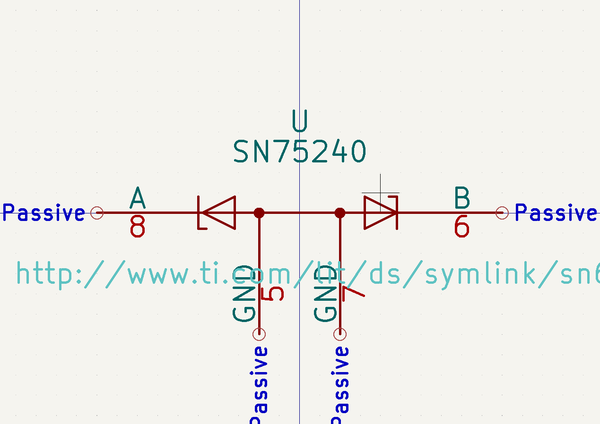 U
SN75240
A
B
Passive
Passive
8
6
http://www.ti.com/lit/ds/symlink/sn6
GND
5
GND
7
Passive
Passive